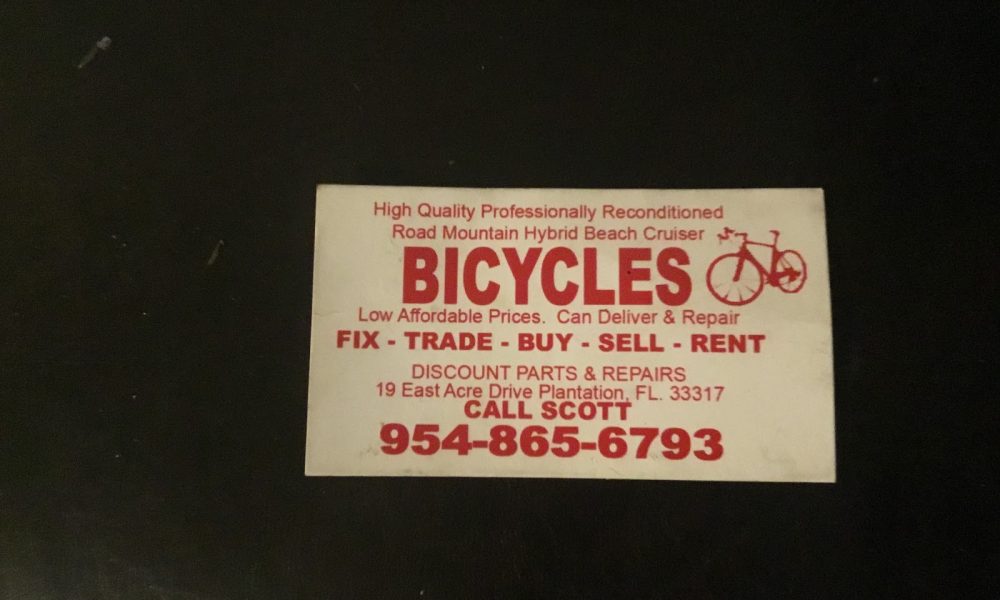 High Quality Professionally Reconditioned
Road Mountain Hybrid Beach Cruiser
BICYCLES
Low Affordable Prices. Can Deliver & Repair
FIX - TRADE - BUY - SELL - RENT
DISCOUNT PARTS & REPAIRS
19 East Acre Drive Plantation, FL. 33317
CALL SCOTT
954-865-6793